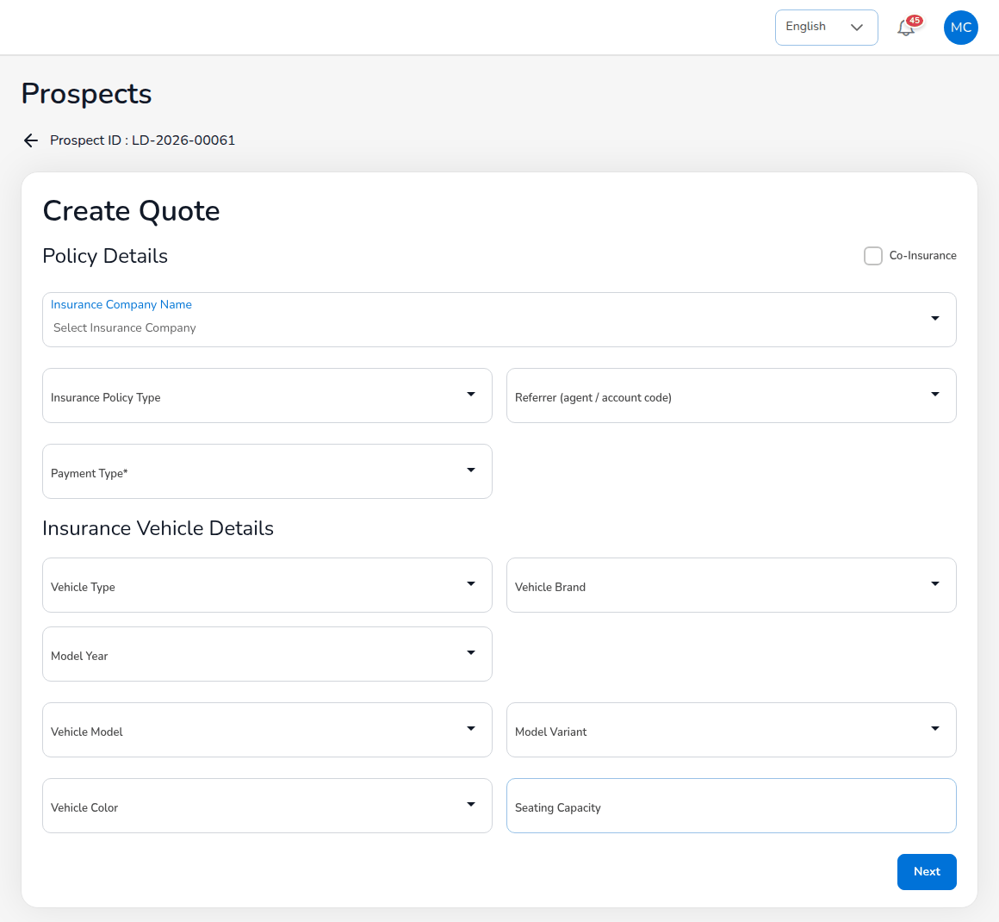 English
45
MC
Prospects
Prospect ID : LD-2026-00061
Create Quote
Policy Details
Co-Insurance
Insurance Company Name
Select Insurance Company
Insurance Policy Type
Referrer (agent / account code)
Payment Type*
Insurance Vehicle Details
Vehicle Type
Vehicle Brand
Model Year
Vehicle Model
Model Variant
Vehicle Color
Seating Capacity
Next